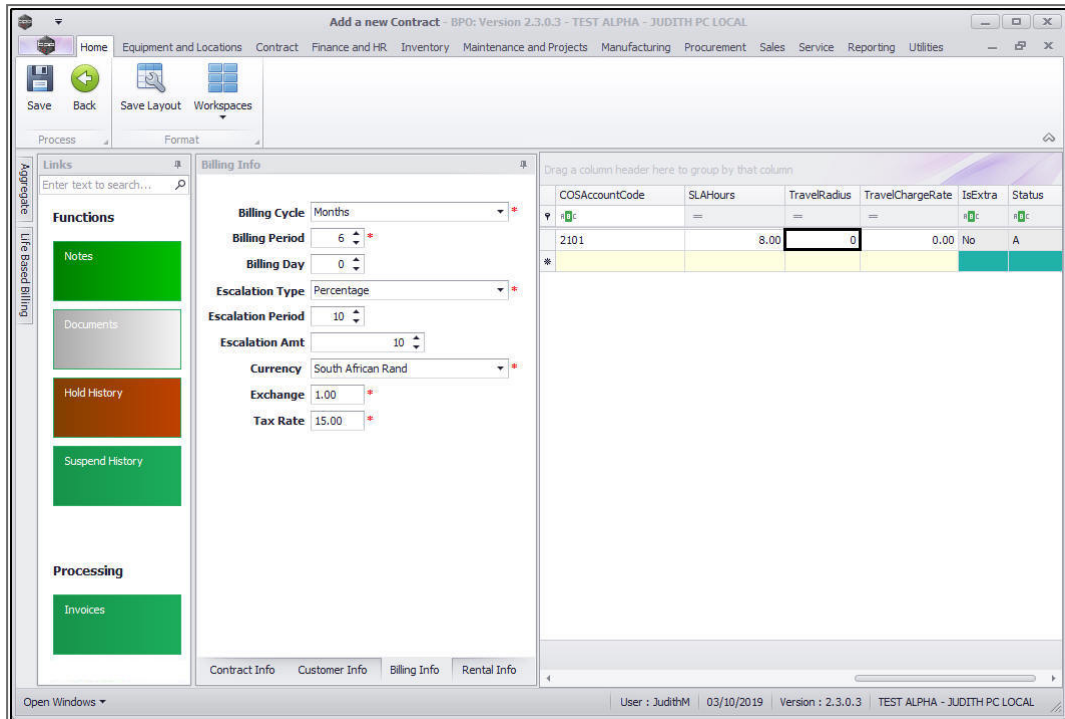 Add a new Contract - BPO: Version 2.3.0.3 - TEST ALPHA - JUDITH PC LOCAL
Home Equipment and Locations Contract Finance and HR Inventory Maintenance and Projects Manufacturing Procurement Sales Service Reporting Utilities
Save Back Save Layout Workspaces
Process Format
Aggregate
Life Based Billing
Links
Enter text to search...
Functions
Notes
Documents
Hold History
Suspend History
Processing
Invoices
Billing Info
Billing Cycle Months *
Billing Period 6 *
Billing Day 0
Escalation Type Percentage *
Escalation Period 10
Escalation Amt 10
Currency South African Rand *
Exchange 1.00 *
Tax Rate 15.00 *
Contract Info Customer Info Billing Info Rental Info
Drag a column header here to group by that column
COSAccountCode SLAHours TravelRadius TravelChargeRate IsExtra Status
ABC = = = ABC ABC
2101 8.00 0 0.00 No A
Open Windows User : JudithM 03/10/2019 Version : 2.3.0.3 TEST ALPHA - JUDITH PC LOCAL